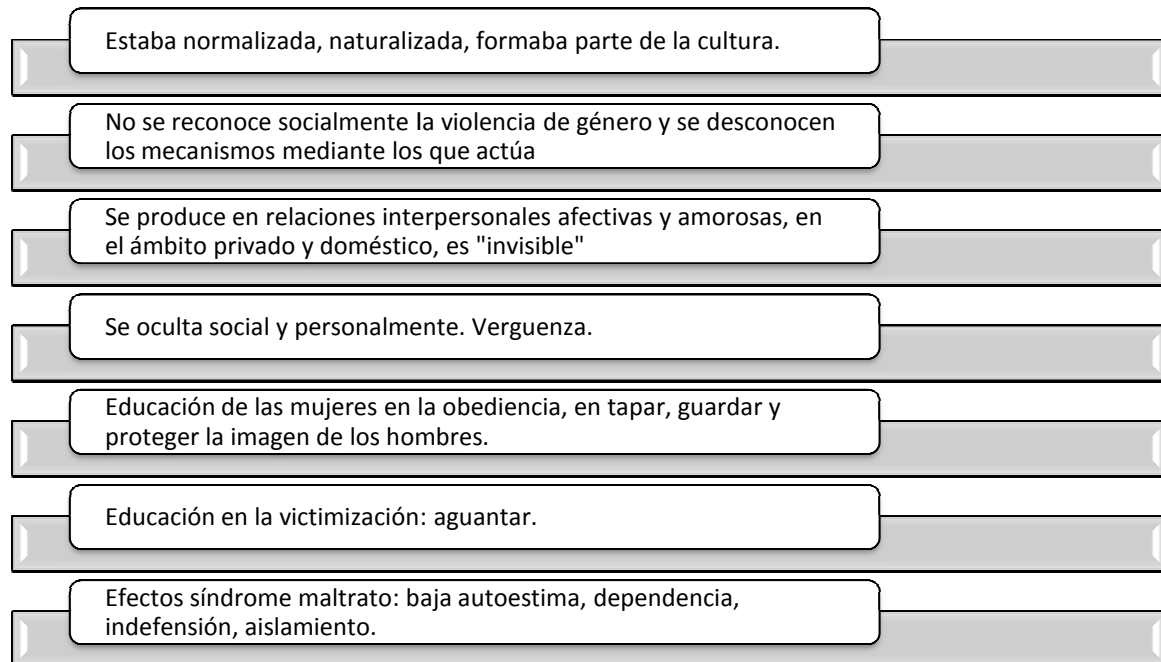 Estaba normalizada, naturalizada, formaba parte de la cultura.
No se reconoce socialmente la violencia de género y se desconocen
los mecanismos mediante los que actúa
Se produce en relaciones interpersonales afectivas y amorosas, en
el ámbito privado y doméstico, es "invisible"
Se oculta social y personalmente. Verguenza.
Educación de las mujeres en la obediencia, en tapar, guardar y
proteger la imagen de los hombres.
Educación en la victimización: aguantar.
Efectos síndrome maltrato: baja autoestima, dependencia,
indefensión, aislamiento.